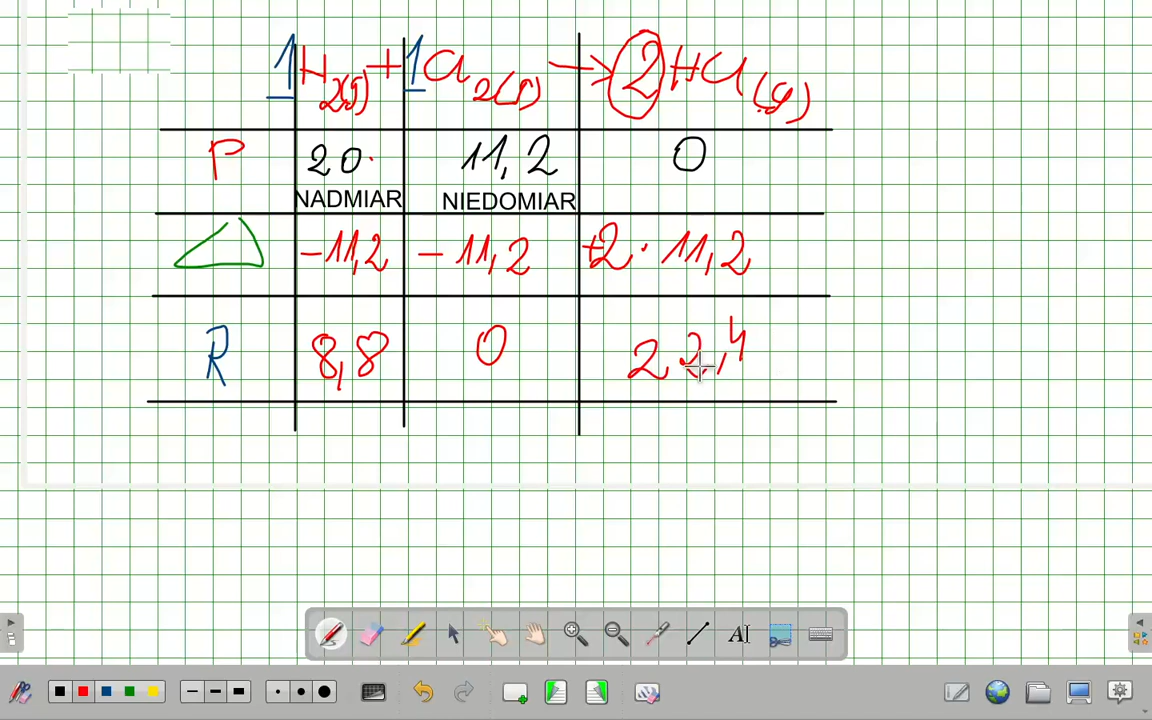 1H2(g) + 1Cl2(g) → 2HCl(g)
P 20. 11,2 0
NADMIAR NIEDOMIAR
△ -11,2 -11,2 +2·11,2
R 8,8 0 22,4
AI